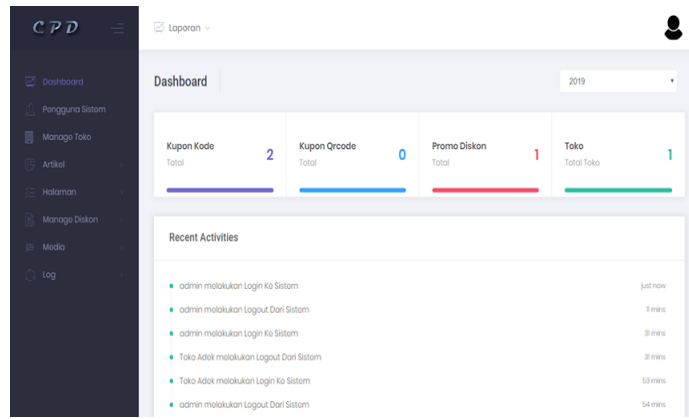 CPD
Laporan
Dashboard
Pengguna Sistem
Manage Toko
Artikel
Halaman
Manage Diskon
Media
Log
Dashboard
2019
Kupon Kode
Total
2
Kupon Qrcode
Total
0
Promo Diskon
Total
1
Toko
Total Toko
1
Recent Activities
admin melakukan Login Ke Sistem
just now
admin melakukan Logout Dari Sistem
11 mins
admin melakukan Login Ke Sistem
31 mins
Toko Adek melakukan Logout Dari Sistem
31 mins
Toko Adek melakukan Login Ke Sistem
53 mins
admin melakukan Logout Dari Sistem
54 mins